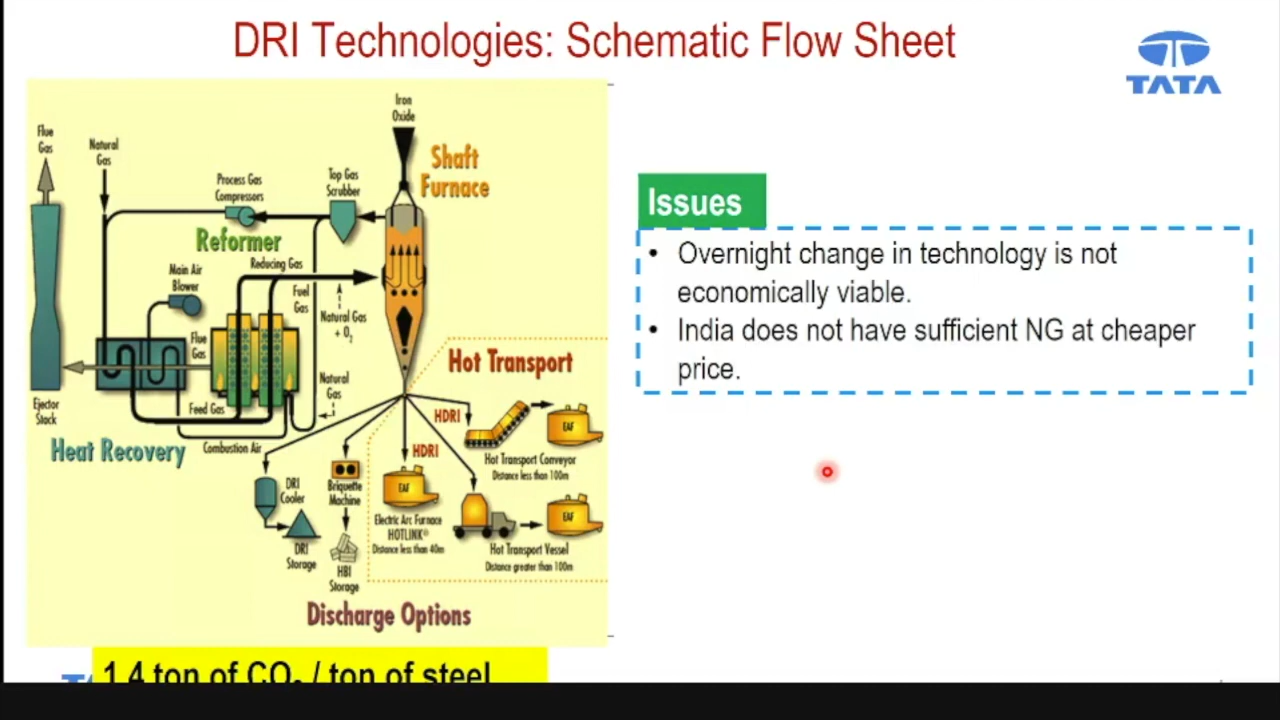 DRI Technologies: Schematic Flow Sheet
TATA
Iron
Oxide
Flue
Gas
Natural
Gas
Shaft
Furnace
Process Gas
Compressors
Top Gas
Scrubber
Reformer
Reducing Gas
Main Air
Blower
Fuel
Gas
Natural Gas
+ O2
Flue
Gas
Hot Transport
Natural
Gas
Ejector
Stack
Feed Gas
HDRI
EAF
Combustion Air
Heat Recovery
HDRI
Hot Transport Conveyor
Distance less than 100m
DRI
Cooler
Briquette
Machine
EAF
EAF
Electric Arc Furnace
HOTLINK®
Distance less than 40m
DRI
Storage
HBI
Storage
Hot Transport Vessel
Distance greater than 100m
Discharge Options
Issues
• Overnight change in technology is not
economically viable.
• India does not have sufficient NG at cheaper
price.
1.4 ton of CO2 / ton of steel